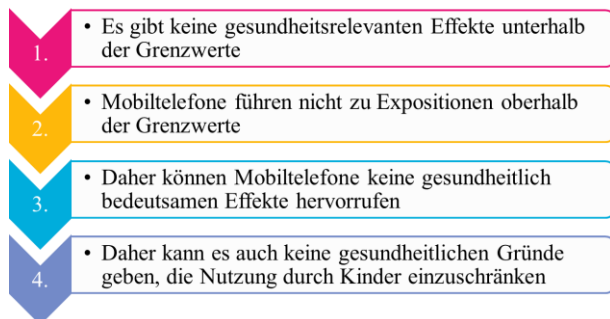 1.
• Es gibt keine gesundheitsrelevanten Effekte unterhalb
der Grenzwerte
2.
• Mobiltelefone führen nicht zu Expositionen oberhalb
der Grenzwerte
3.
• Daher können Mobiltelefone keine gesundheitlich
bedeutsamen Effekte hervorrufen
4.
• Daher kann es auch keine gesundheitlichen Gründe
geben, die Nutzung durch Kinder einzuschränken